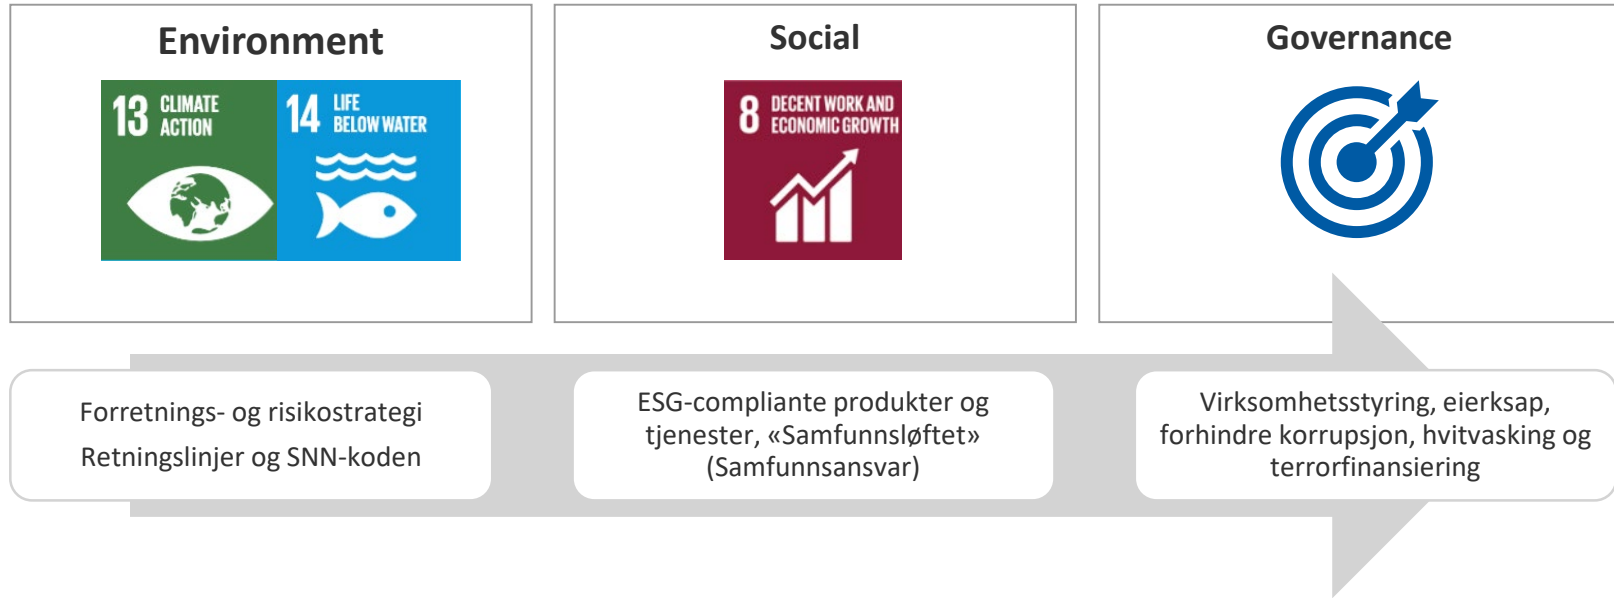 Environment
13 CLIMATE
ACTION
14 LIFE
BELOW WATER
Social
8 DECENT WORK AND
ECONOMIC GROWTH
Governance
Forretnings- og risikostrategi
Retningslinjer og SNN-koden
ESG-compliante produkter og
tjenester, «Samfunnsløftet»
(Samfunnsansvar)
Virksomhetsstyring, eierksap,
forhindre korrupsjon, hvitvasking og
terrorfinansiering